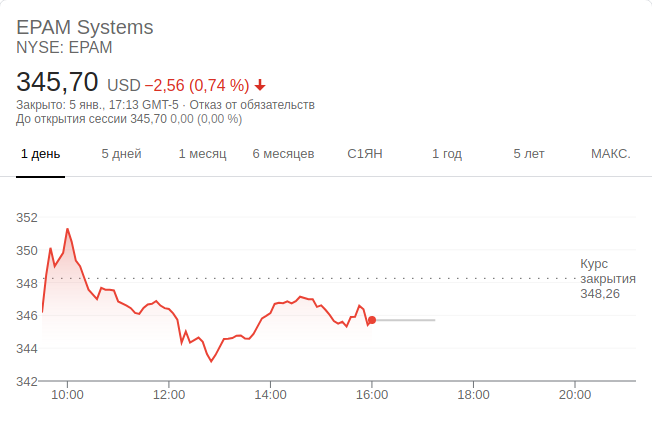 EPAM Systems
NYSE: EPAM
345,70 USD −2,56 (0,74 %)
Закрыто: 5 янв., 17:13 GMT-5 · Отказ от обязательств
До открытия сессии 345,70 0,00 (0,00 %)
1 день 5 дней 1 месяц 6 месяцев С1ЯН 1 год 5 лет МАКС.
352
350
Курс
348 закрытия
348,26
346
344
342
10:00 12:00 14:00 16:00 18:00 20:00